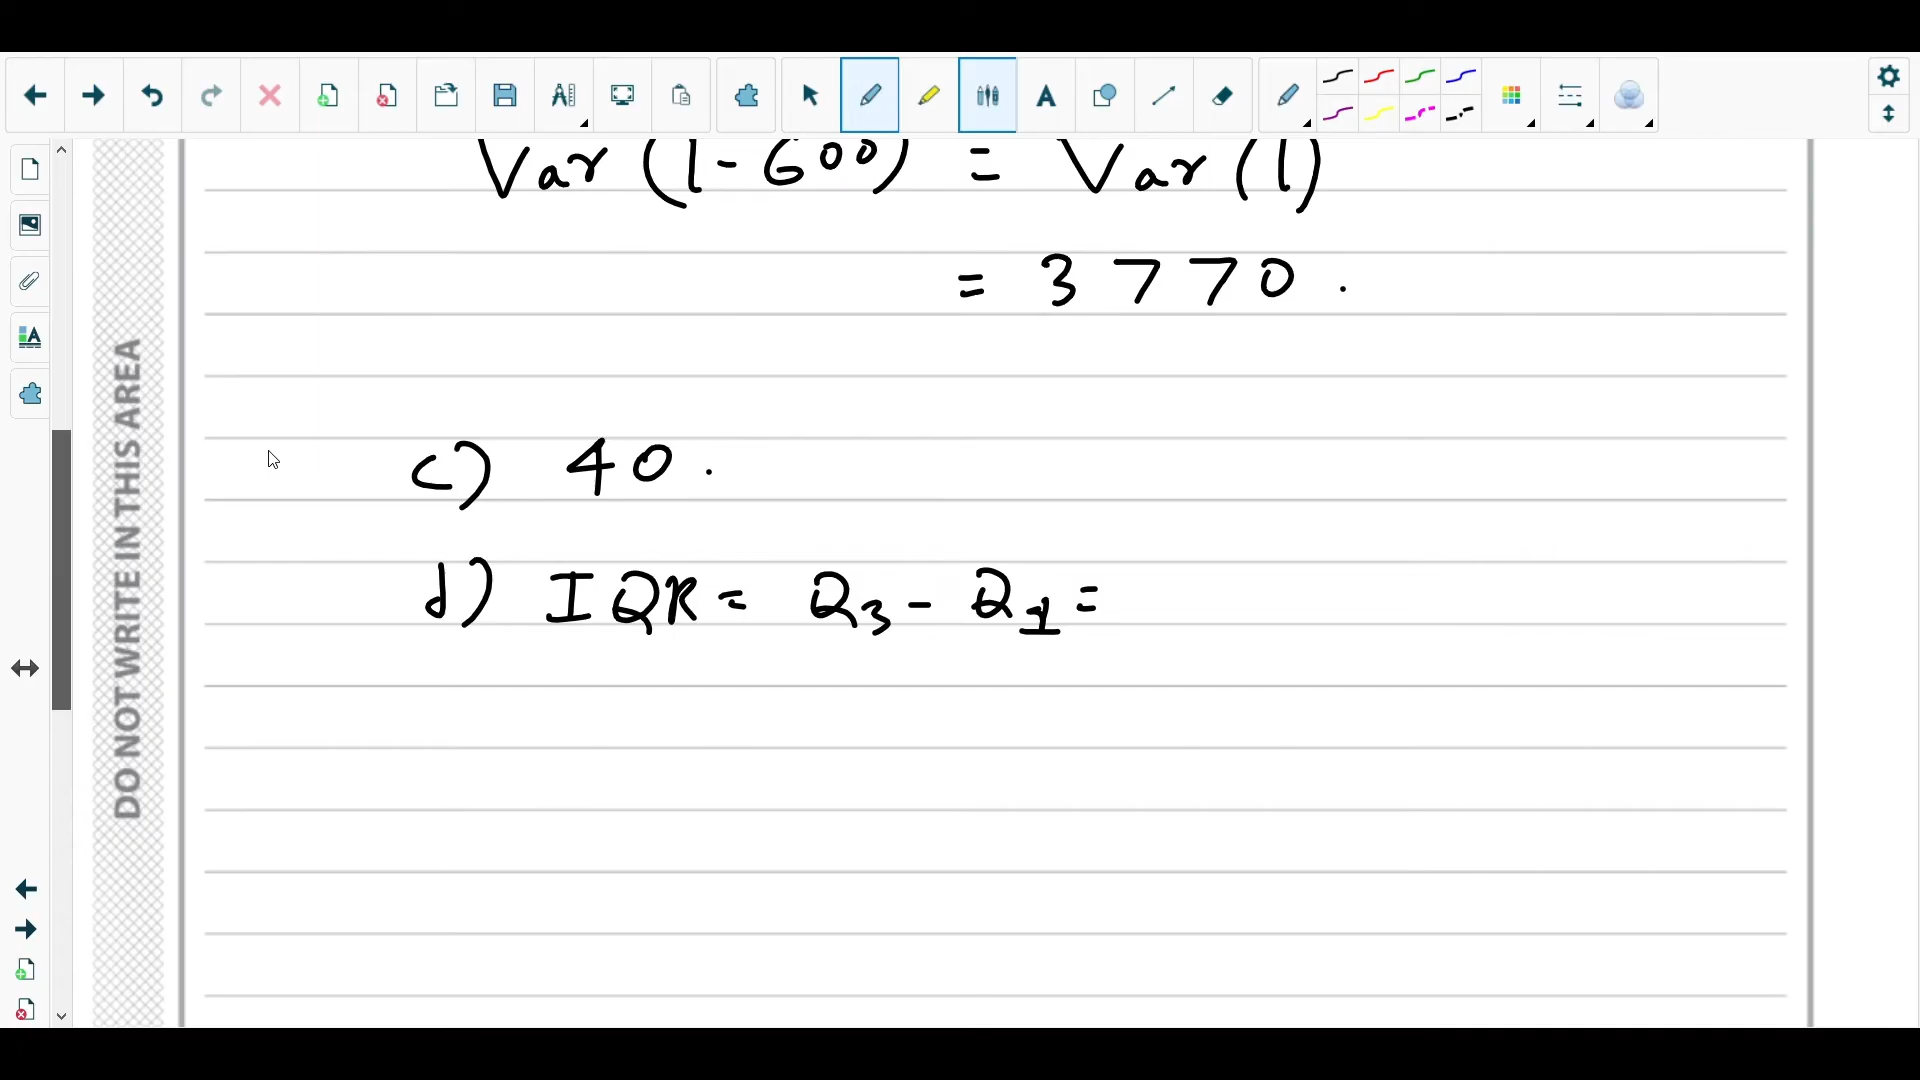 Var (l - 600) = Var (l)
= 3770.
c) 40.
d) IQR = Q3 - Q1 =
DO NOT WRITE IN THIS AREA